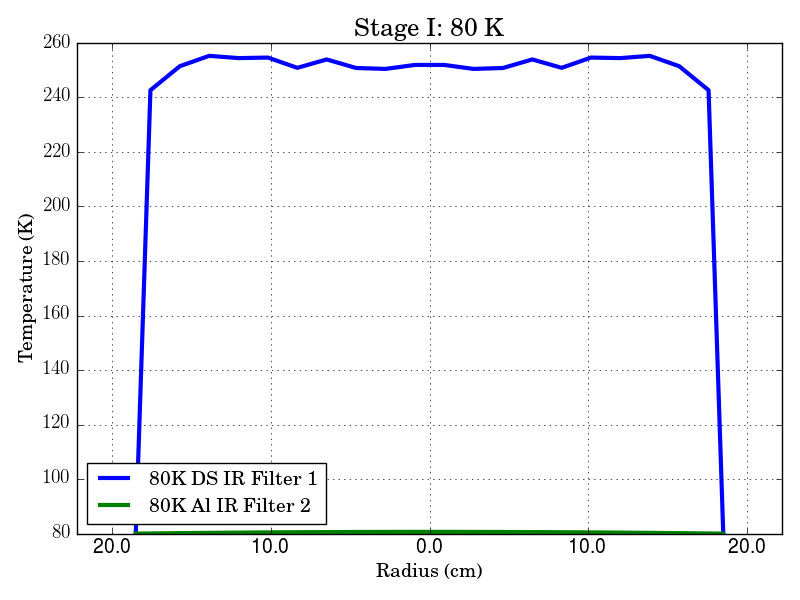 Stage I: 80 K
260
240
220
200
180
160
140
120
100
80
Temperature (K)
80K DS IR Filter 1
80K Al IR Filter 2
20.0 10.0 0.0 10.0 20.0
Radius (cm)